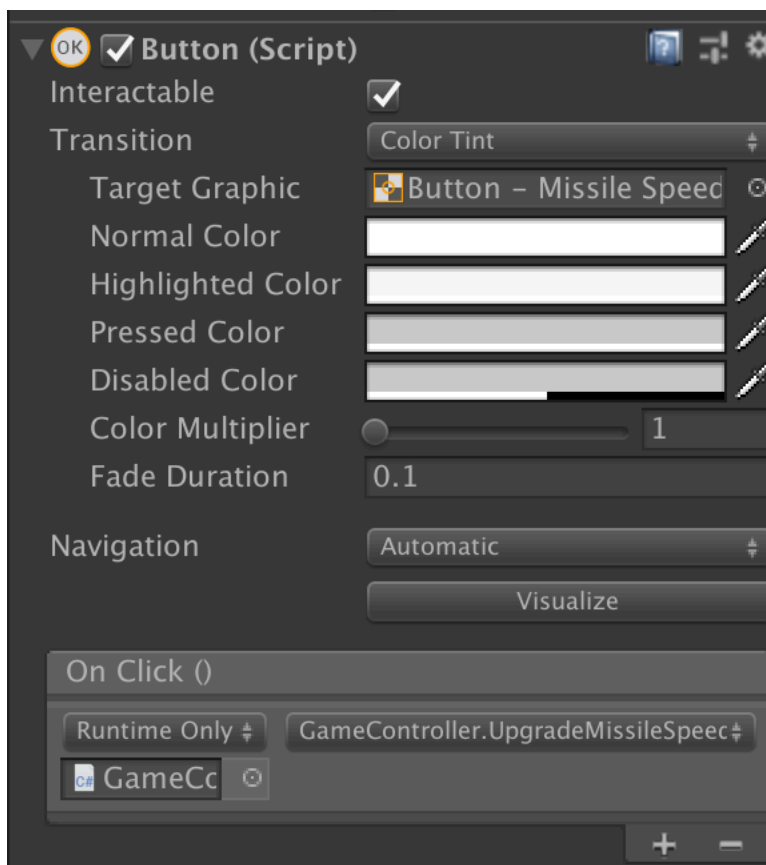 OK Button (Script)
Interactable
Transition Color Tint
Target Graphic Button – Missile Speed
Normal Color
Highlighted Color
Pressed Color
Disabled Color
Color Multiplier 1
Fade Duration 0.1
Navigation Automatic
Visualize
On Click ()
Runtime Only GameController.UpgradeMissileSpeec
C# GameCc